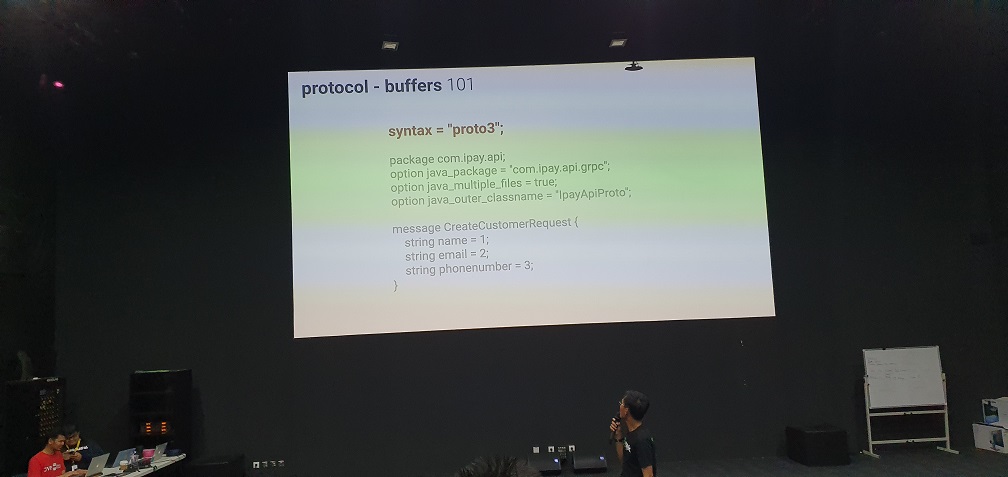 protocol - buffers 101
syntax = "proto3";
package com.ipay.api;
option java_package = "com.ipay.api.grpc";
option java_multiple_files = true;
option java_outer_classname = "IpayApiProto";
message CreateCustomerRequest {
string name = 1;
string email = 2;
string phonenumber = 3;
}